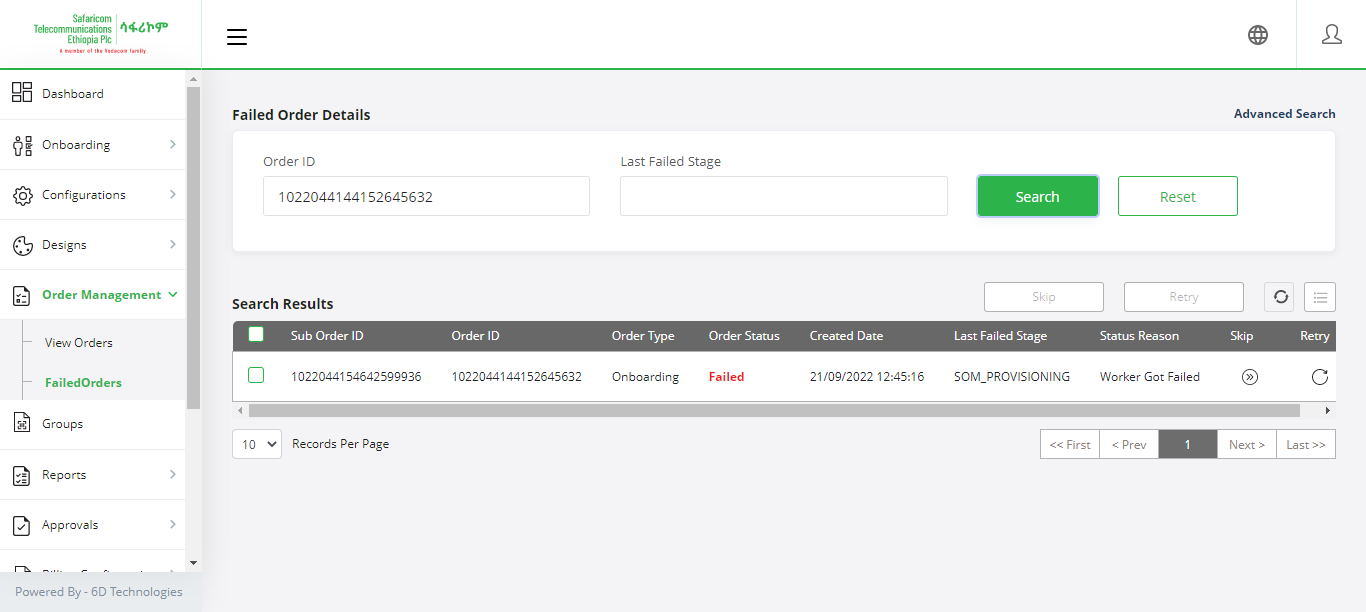 Safaricom
Telecommunications
Ethiopia Plc
ሳፋሪኮም
A member of the Vodacom family
Dashboard
Onboarding
Configurations
Designs
Order Management
View Orders
FailedOrders
Groups
Reports
Approvals
Powered By - 6D Technologies
Failed Order Details
Advanced Search
Order ID
Last Failed Stage
1022044144152645632
Search
Reset
Search Results
Skip
Retry
Sub Order ID Order ID Order Type Order Status Created Date Last Failed Stage Status Reason Skip Retry
1022044154642599936 1022044144152645632 Onboarding Failed 21/09/2022 12:45:16 SOM_PROVISIONING Worker Got Failed
10 Records Per Page
<< First < Prev 1 Next > Last >>